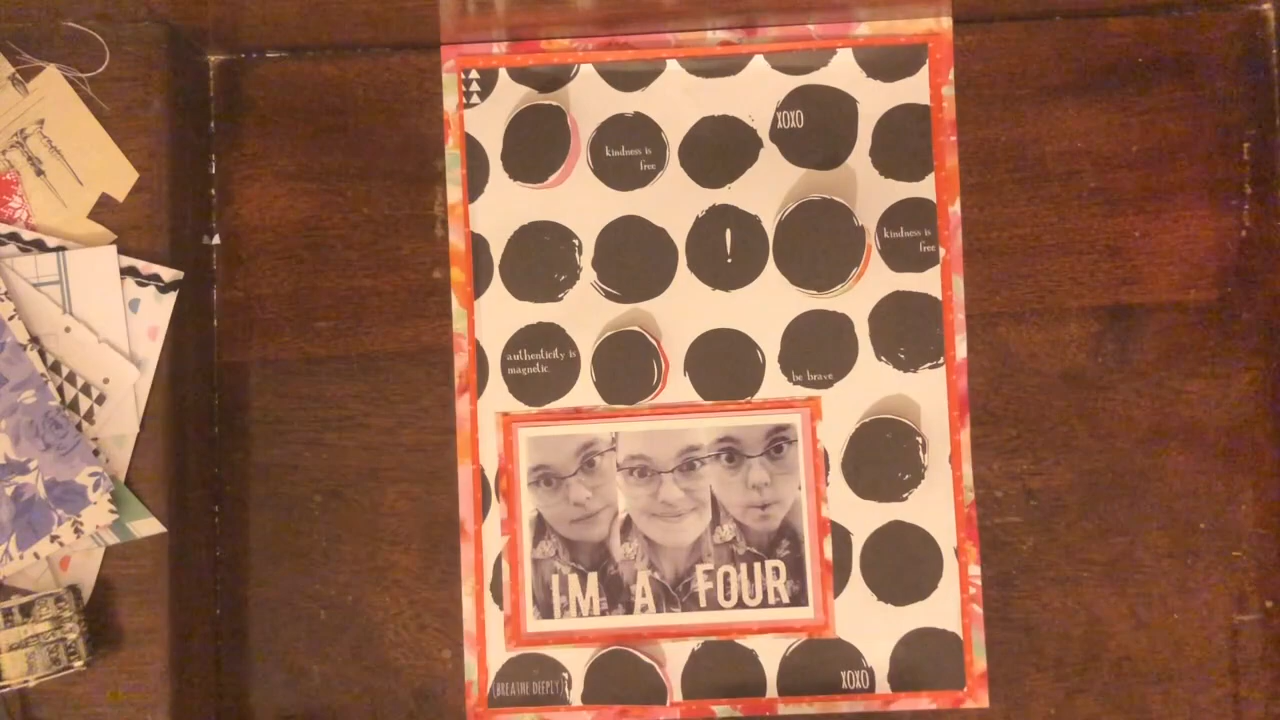 XOXO
kindness is
free
!
kindness is
free
authenticity is
magnetic.
be brave
IM A FOUR
(BREATHE DEEPLY)
XOXO